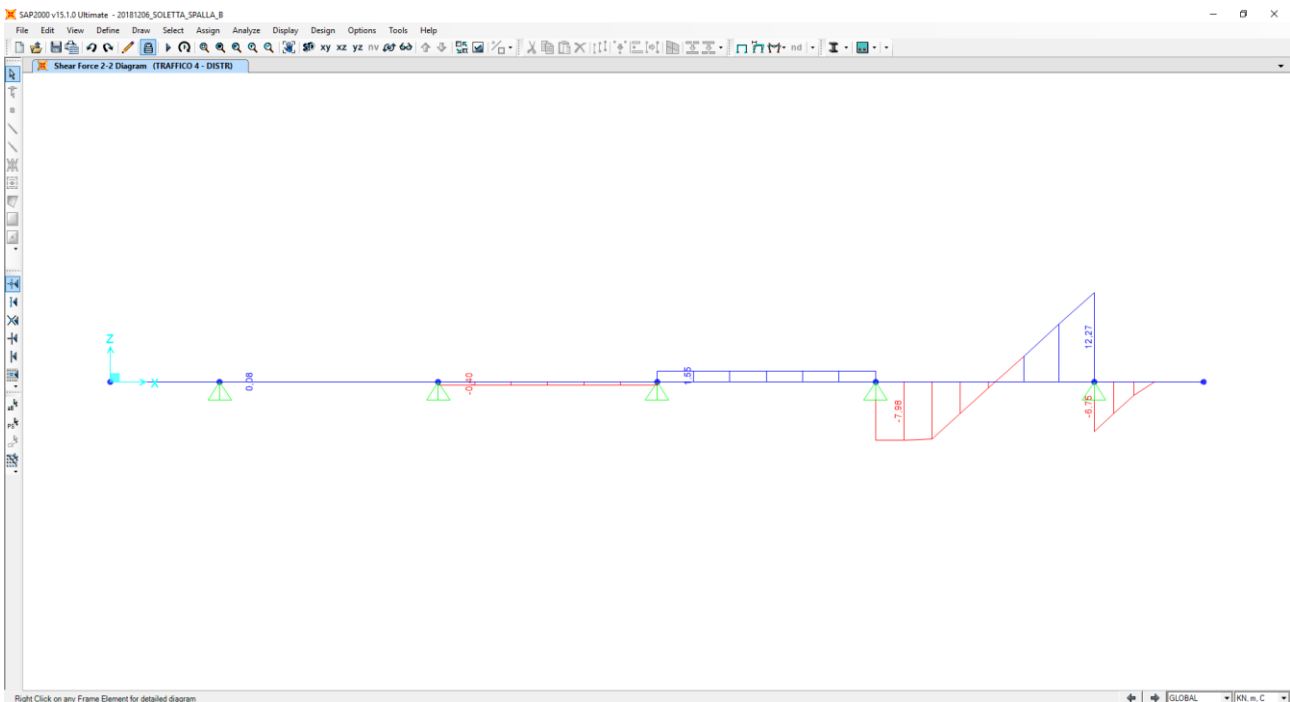 SAP2000 v15.1.0 Ultimate - 20181206_SOLETTA_SPALLA_B
File Edit View Define Draw Select Assign Analyze Display Design Options Tools Help
xy xz yz nv nd
Shear Force 2-2 Diagram (TRAFFICO 4 - DISTR)
Z
X
0,08
-0,40
1,55
-7,98
12,27
-6,75
Right Click on any Frame Element for detailed diagram
GLOBAL
KN, m, C